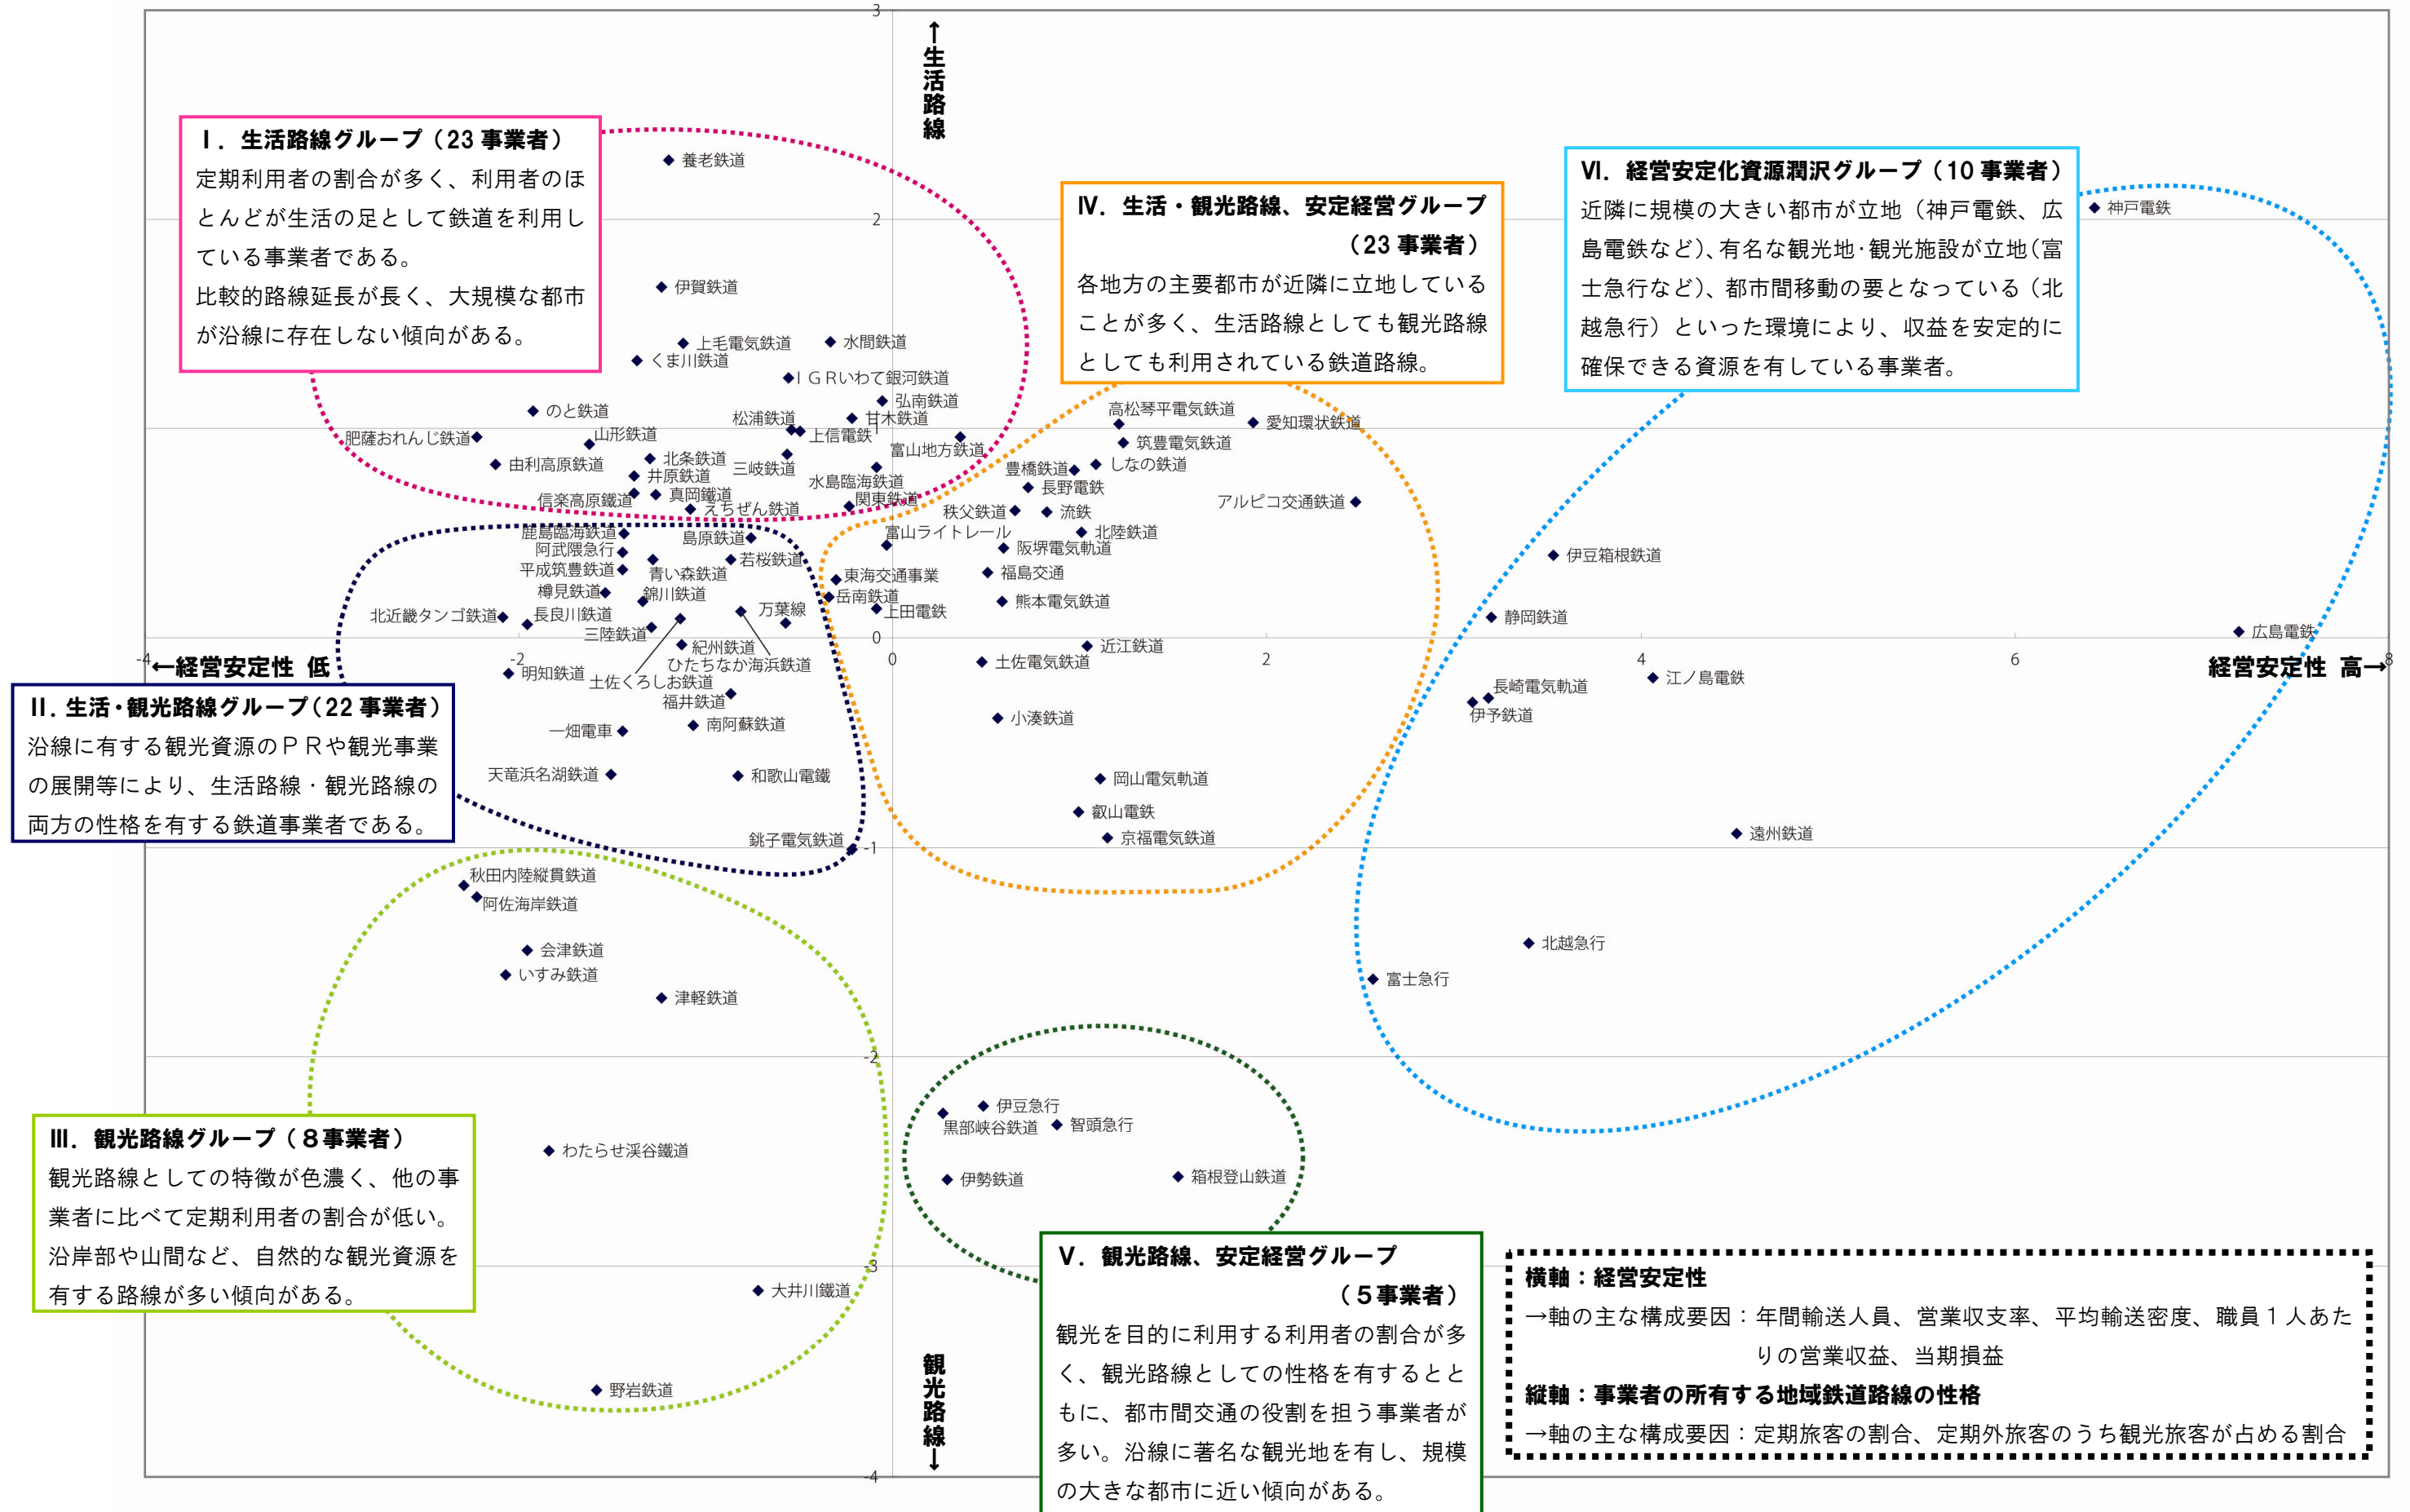 3
↑生活路線
Ⅰ．生活路線グループ（23 事業者）
定期利用者の割合が多く、利用者のほ
とんどが生活の足として鉄道を利用し
ている事業者である。
比較的路線延長が長く、大規模な都市
が沿線に存在しない傾向がある。
Ⅳ．生活・観光路線、安定経営グループ
（23 事業者）
各地方の主要都市が近隣に立地している
ことが多く、生活路線としても観光路線
としても利用されている鉄道路線。
Ⅵ．経営安定化資源潤沢グループ（10 事業者）
近隣に規模の大きい都市が立地（神戸電鉄、広
島電鉄など）、有名な観光地・観光施設が立地（富
士急行など）、都市間移動の要となっている（北
越急行）といった環境により、収益を安定的に
確保できる資源を有している事業者。
養老鉄道
神戸電鉄
2
伊賀鉄道
上毛電気鉄道
水間鉄道
くま川鉄道
ＩＧＲいわて銀河鉄道
弘南鉄道
のと鉄道
松浦鉄道
甘木鉄道
高松琴平電気鉄道
愛知環状鉄道
肥薩おれんじ鉄道
山形鉄道
上信電鉄
1
富山地方鉄道
筑豊電気鉄道
由利高原鉄道
北条鉄道
三岐鉄道
豊橋鉄道
しなの鉄道
井原鉄道
水島臨海鉄道
長野電鉄
信楽高原鐵道
真岡鐵道
関東鉄道
アルピコ交通鉄道
えちぜん鉄道
秩父鉄道
流鉄
鹿島臨海鉄道
島原鉄道
富山ライトレール
北陸鉄道
阿武隈急行
阪堺電気軌道
伊豆箱根鉄道
平成筑豊鉄道
青い森鉄道
若桜鉄道
東海交通事業
福島交通
樽見鉄道
錦川鉄道
岳南鉄道
熊本電気鉄道
北近畿タンゴ鉄道
長良川鉄道
万葉線
上田電鉄
静岡鉄道
三陸鉄道
0
広島電鉄
紀州鉄道
近江鉄道
-4
-2
0
2
4
6
8
←経営安定性 低
ひたちなか海浜鉄道
土佐電気鉄道
経営安定性 高→
明知鉄道
土佐くろしお鉄道
江ノ島電鉄
福井鉄道
長崎電気軌道
伊予鉄道
Ⅱ．生活・観光路線グループ（22 事業者）
沿線に有する観光資源のＰＲや観光事業
の展開等により、生活路線・観光路線の
両方の性格を有する鉄道事業者である。
一畑電車
南阿蘇鉄道
小湊鉄道
天竜浜名湖鉄道
和歌山電鐵
岡山電気軌道
叡山電鉄
銚子電気鉄道
京福電気鉄道
遠州鉄道
-1
秋田内陸縦貫鉄道
阿佐海岸鉄道
会津鉄道
北越急行
いすみ鉄道
富士急行
津軽鉄道
-2
伊豆急行
黒部峡谷鉄道
智頭急行
わたらせ渓谷鐵道
伊勢鉄道
箱根登山鉄道
Ⅲ．観光路線グループ（８事業者）
観光路線としての特徴が色濃く、他の事
業者に比べて定期利用者の割合が低い。
沿岸部や山間など、自然的な観光資源を
有する路線が多い傾向がある。
-3
大井川鐵道
野岩鉄道
観光路線↓
-4
Ⅴ．観光路線、安定経営グループ
（５事業者）
観光を目的に利用する利用者の割合が多
く、観光路線としての性格を有するとと
もに、都市間交通の役割を担う事業者が
多い。沿線に著名な観光地を有し、規模
の大きな都市に近い傾向がある。
横軸：経営安定性
→軸の主な構成要因：年間輸送人員、営業収支率、平均輸送密度、職員１人あた
りの営業収益、当期損益
縦軸：事業者の所有する地域鉄道路線の性格
→軸の主な構成要因：定期旅客の割合、定期外旅客のうち観光旅客が占める割合